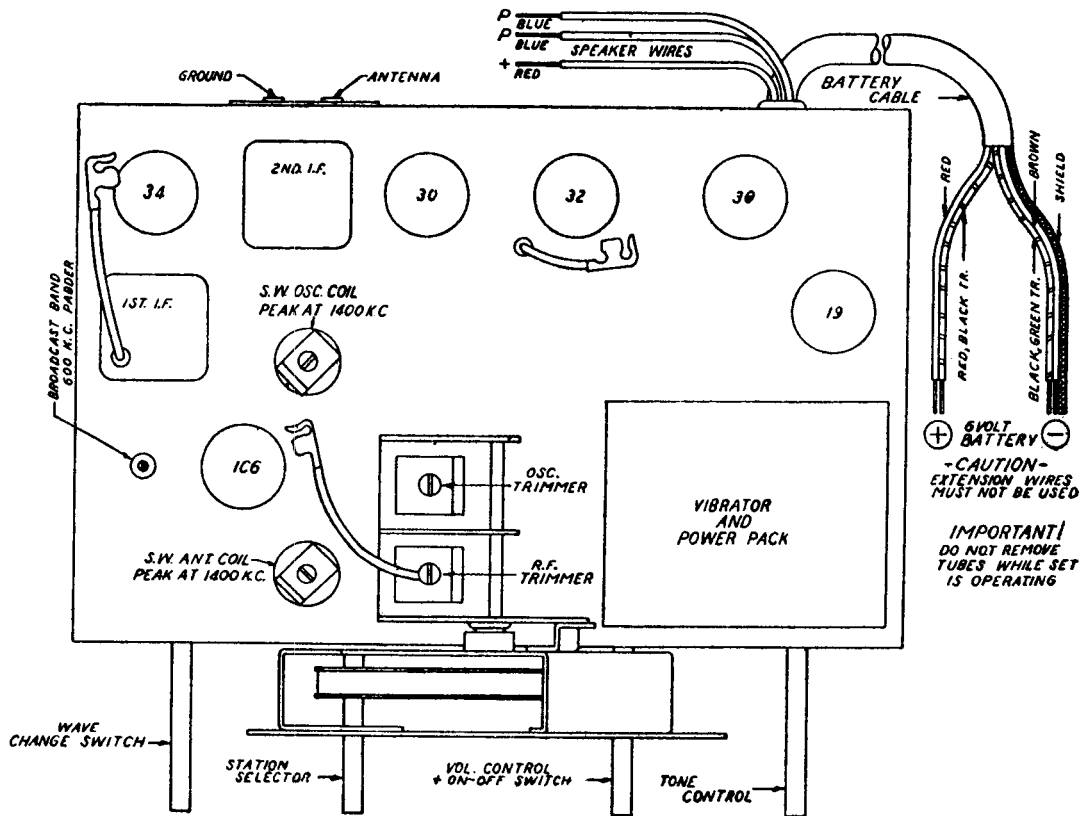 P BLUE
P BLUE
SPEAKER WIRES
+ RED
GROUND
ANTENNA
BATTERY
CABLE
34
2ND. I.F.
30
32
30
RED
BROWN
SHIELD
1ST. I.F.
S.W. OSC. COIL
PEAK AT 1400 KC
19
BROADCAST BAND
600 K.C. PADDER
RED, BLACK TR.
BLACK, GREEN TR.
+ 6 VOLT −
BATTERY
-CAUTION-
EXTENSION WIRES
MUST NOT BE USED
1C6
OSC.
TRIMMER
VIBRATOR
AND
POWER PACK
IMPORTANT!
DO NOT REMOVE
TUBES WHILE SET
IS OPERATING
S.W. ANT COIL
PEAK AT 1400 K.C.
R.F.
TRIMMER
WAVE
CHANGE SWITCH
STATION
SELECTOR
VOL. CONTROL
+ ON-OFF SWITCH
TONE
CONTROL